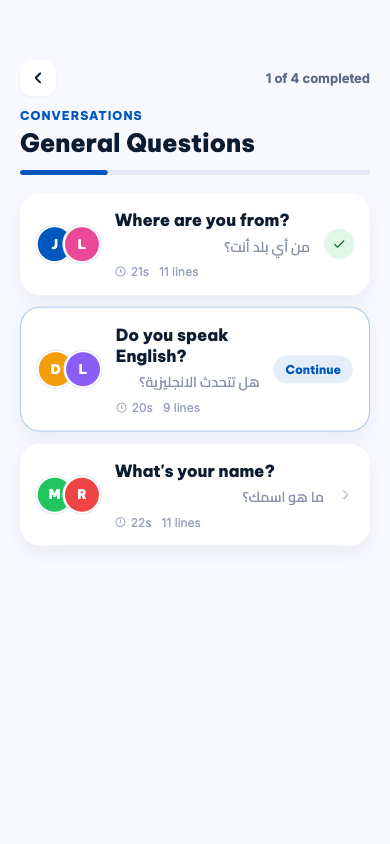 1 of 4 completed
CONVERSATIONS
General Questions
J L
Where are you from?
من أي بلد أنت؟
21s 11 lines
D L
Do you speak
English?
هل تتحدث الانجليزية؟
20s 9 lines
Continue
M R
What's your name?
ما هو اسمك؟
22s 11 lines